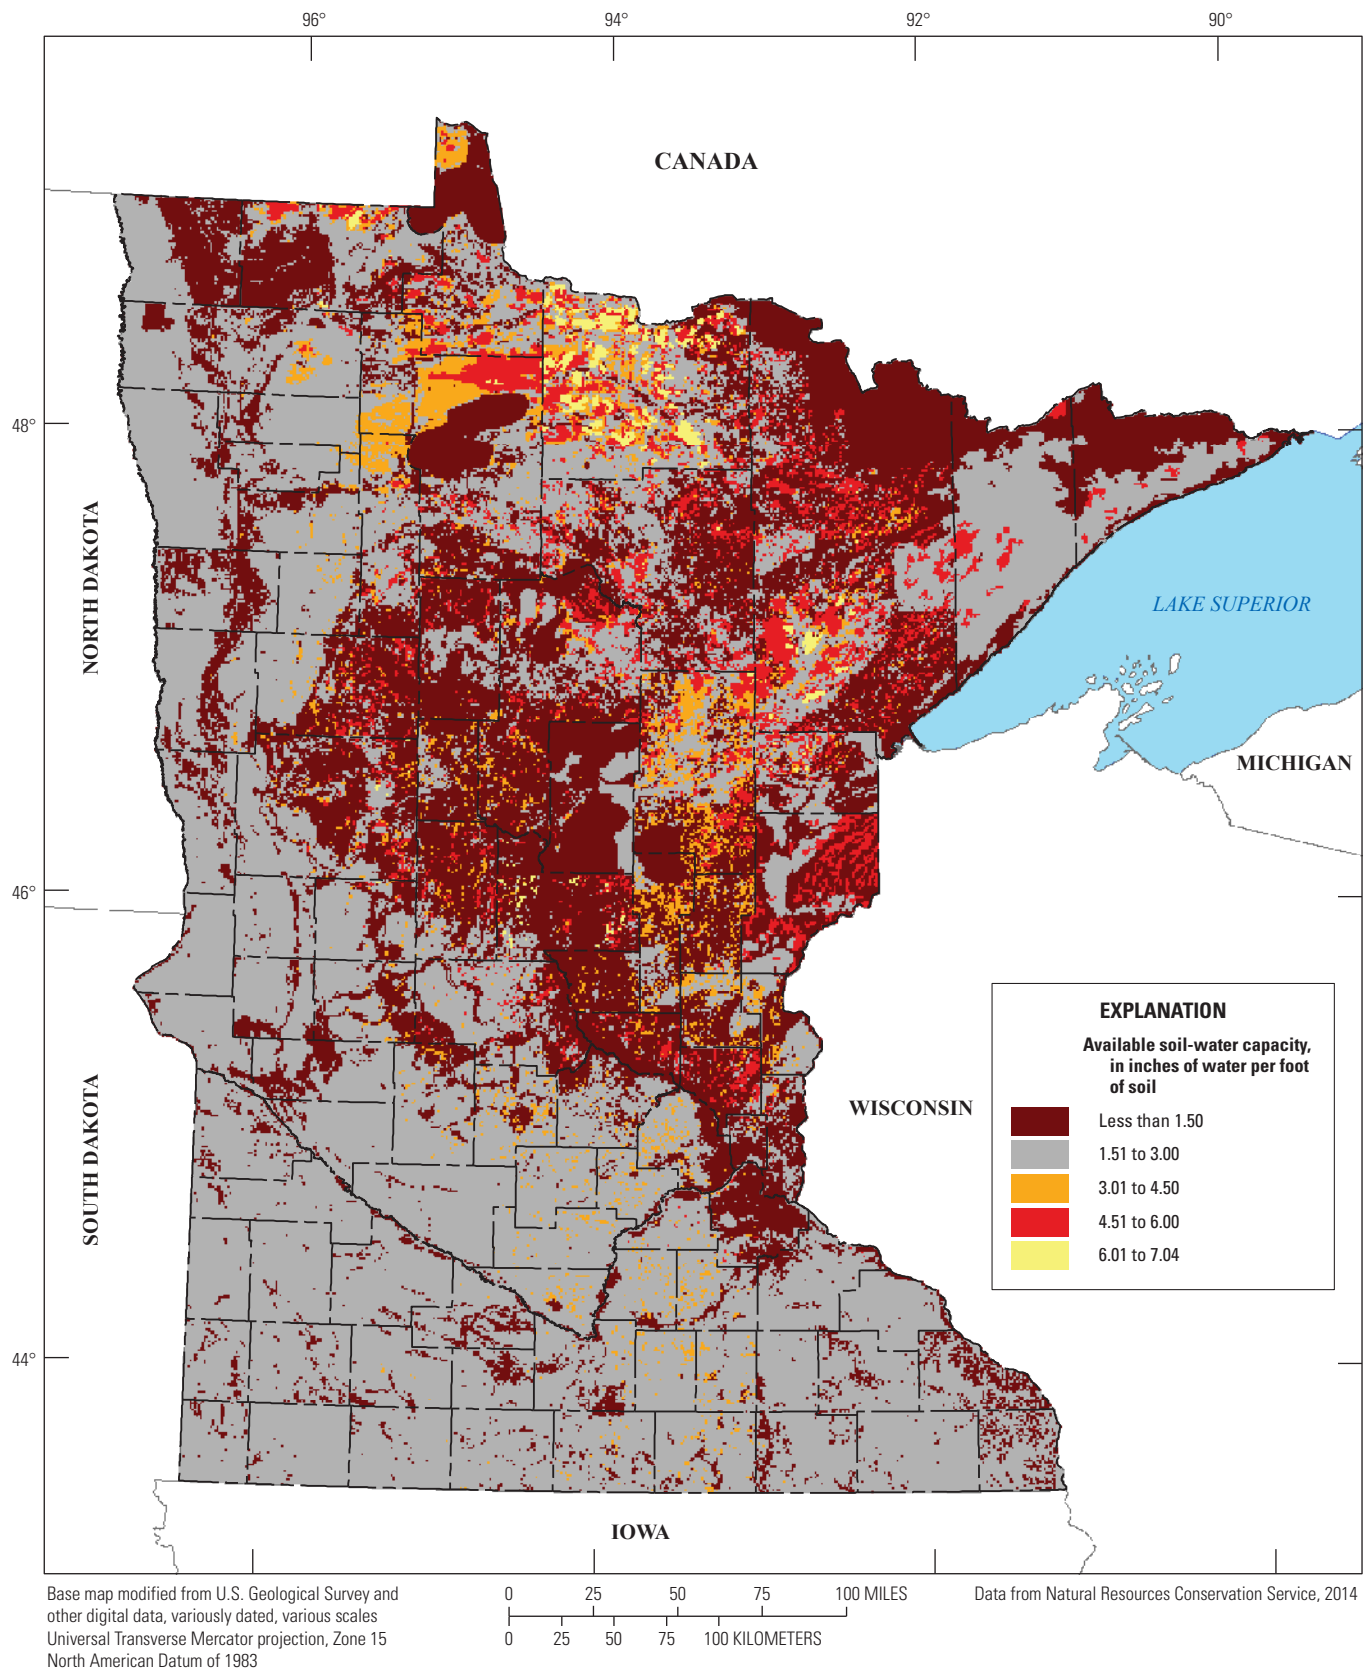 96°
94°
92°
90°
CANADA
48°
NORTH DAKOTA
LAKE SUPERIOR
MICHIGAN
46°
SOUTH DAKOTA
WISCONSIN
EXPLANATION
Available soil-water capacity,
in inches of water per foot
of soil
Less than 1.50
1.51 to 3.00
3.01 to 4.50
4.51 to 6.00
6.01 to 7.04
44°
IOWA
Base map modified from U.S. Geological Survey and
other digital data, variously dated, various scales
Universal Transverse Mercator projection, Zone 15
North American Datum of 1983
0 25 50 75 100 MILES
0 25 50 75 100 KILOMETERS
Data from Natural Resources Conservation Service, 2014